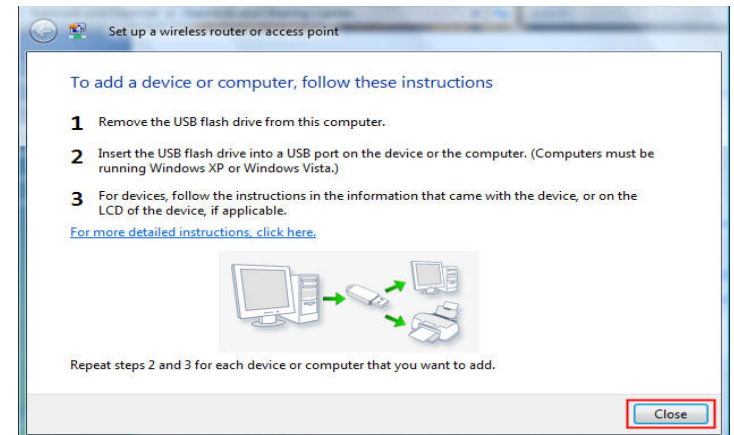 Set up a wireless router or access point
To add a device or computer, follow these instructions
1 Remove the USB flash drive from this computer.
2 Insert the USB flash drive into a USB port on the device or the computer. (Computers must be
running Windows XP or Windows Vista.)
3 For devices, follow the instructions in the information that came with the device, or on the
LCD of the device, if applicable.
For more detailed instructions, click here.
Repeat steps 2 and 3 for each device or computer that you want to add.
Close